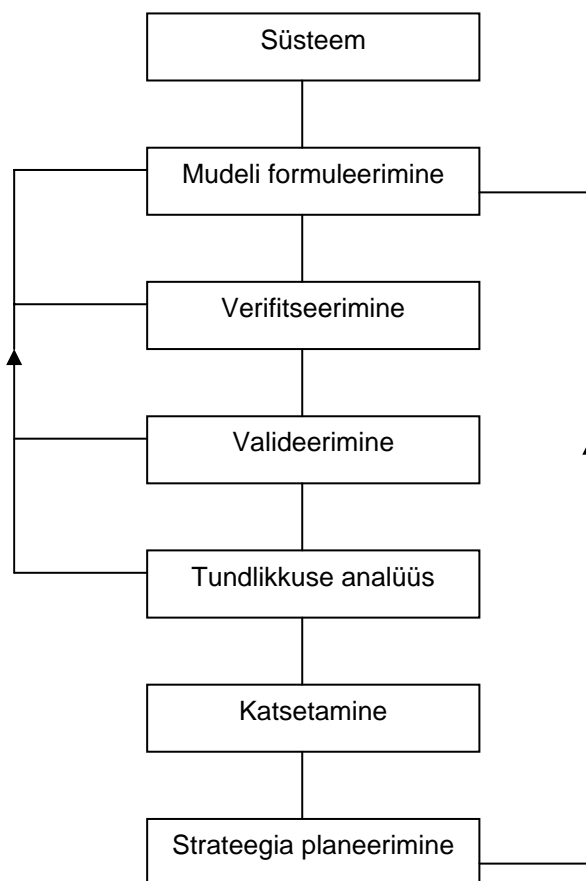 Süsteem
Mudeli formuleerimine
Verifitseerimine
Valideerimine
Tundlikkuse analüüs
Katsetamine
Strateegia planeerimine